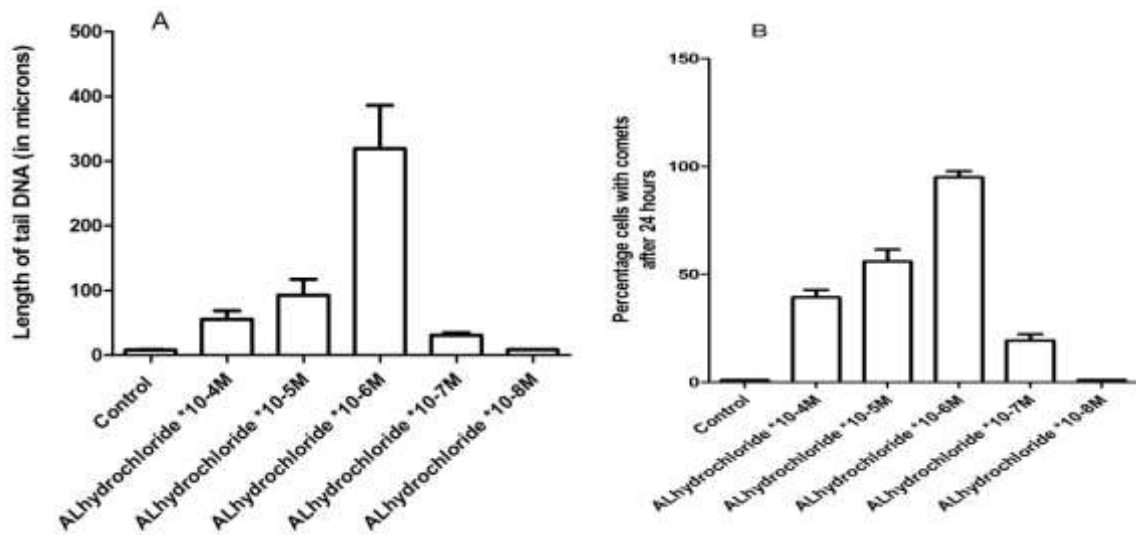 A
Length of tail DNA (in microns)
500
400
300
200
100
0
Control
ALhydrochloride *10-4M
ALhydrochloride *10-5M
ALhydrochloride *10-6M
ALhydrochloride *10-7M
ALhydrochloride *10-8M
B
Percentage cells with comets
after 24 hours
150
100
50
0
Control
ALhydrochloride *10-4M
ALhydrochloride *10-5M
ALhydrochloride *10-6M
ALhydrochloride *10-7M
ALhydrochloride *10-8M